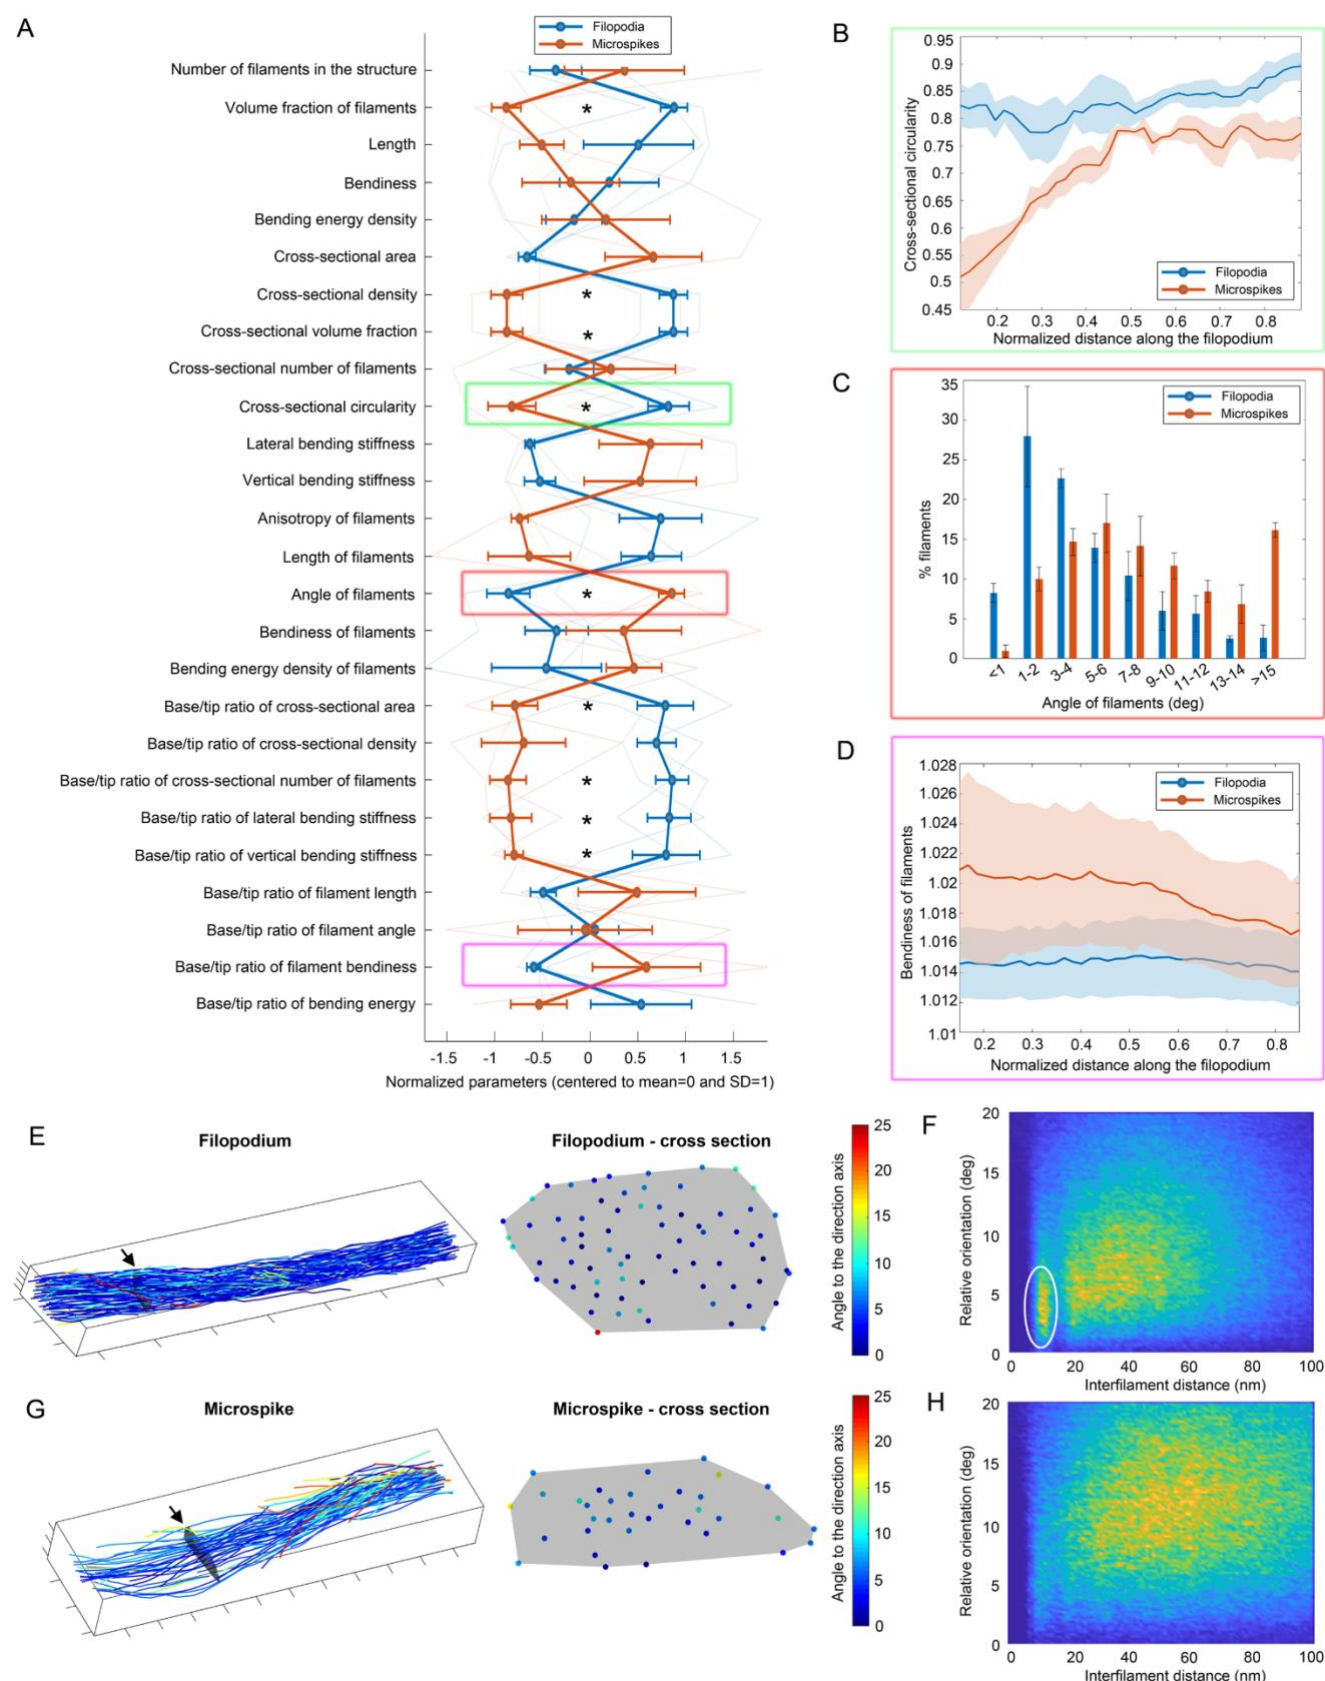 A
Filopodia
Microspikes
Number of filaments in the structure
Volume fraction of filaments
*
Length
Bendiness
Bending energy density
Cross-sectional area
Cross-sectional density
*
Cross-sectional volume fraction
*
Cross-sectional number of filaments
Cross-sectional circularity
*
Lateral bending stiffness
Vertical bending stiffness
Anisotropy of filaments
Length of filaments
Angle of filaments
*
Bendiness of filaments
Bending energy density of filaments
Base/tip ratio of cross-sectional area
*
Base/tip ratio of cross-sectional density
Base/tip ratio of cross-sectional number of filaments
*
Base/tip ratio of lateral bending stiffness
*
Base/tip ratio of vertical bending stiffness
*
Base/tip ratio of filament length
Base/tip ratio of filament angle
Base/tip ratio of filament bendiness
Base/tip ratio of bending energy
-1.5 -1 -0.5 0 0.5 1 1.5
Normalized parameters (centered to mean=0 and SD=1)
B
Cross-sectional circularity
0.95
0.9
0.85
0.8
0.75
0.7
0.65
0.6
0.55
0.5
0.45
Filopodia
Microspikes
0.2 0.3 0.4 0.5 0.6 0.7 0.8
Normalized distance along the filopodium
C
% filaments
35
30
25
20
15
10
5
0
Filopodia
Microspikes
<1 1-2 3-4 5-6 7-8 9-10 11-12 13-14 >15
Angle of filaments (deg)
D
Bendiness of filaments
1.028
1.026
1.024
1.022
1.02
1.018
1.016
1.014
1.012
1.01
Filopodia
Microspikes
0.2 0.3 0.4 0.5 0.6 0.7 0.8
Normalized distance along the filopodium
E
Filopodium
Filopodium - cross section
Angle to the direction axis
25
20
15
10
5
0
F
Relative orientation (deg)
20
15
10
5
0
0 20 40 60 80 100
Interfilament distance (nm)
G
Microspike
Microspike - cross section
Angle to the direction axis
25
20
15
10
5
0
H
Relative orientation (deg)
20
15
10
5
0
0 20 40 60 80 100
Interfilament distance (nm)